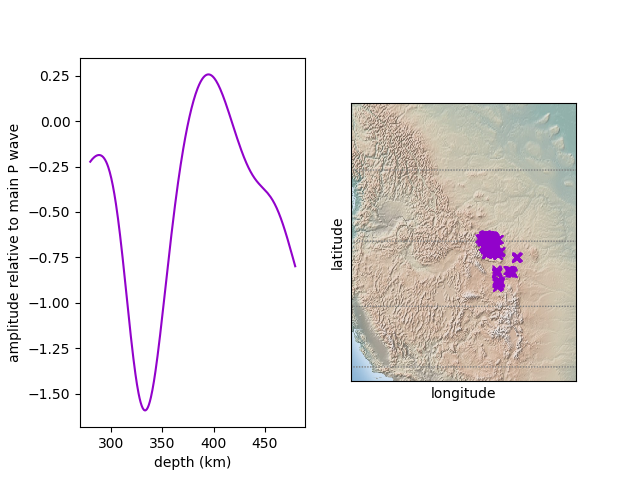 amplitude relative to main P wave
0.25
0.00
−0.25
−0.50
−0.75
−1.00
−1.25
−1.50
300 350 400 450
depth (km)
latitude
longitude